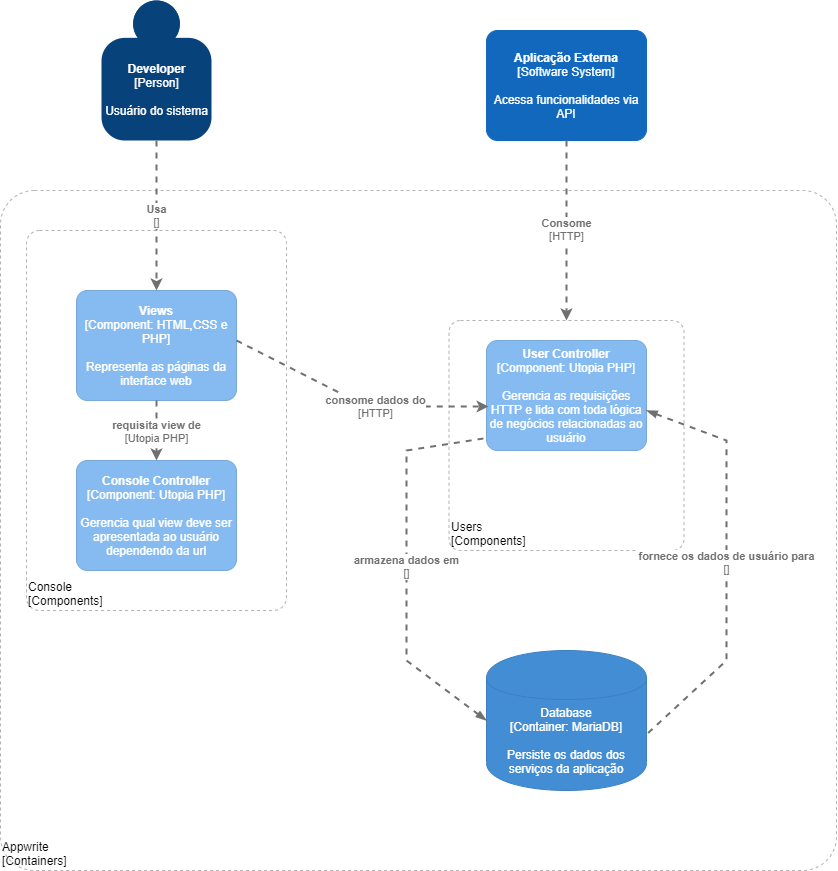 Developer
[Person]
Usuário do sistema
Aplicação Externa
[Software System]
Acessa funcionalidades via
API
Usa
[]
Consome
[HTTP]
Views
[Component: HTML,CSS e
PHP]
Representa as páginas da
interface web
User Controller
[Component: Utopia PHP]
Gerencia as requisições
HTTP e lida com toda lógica
de negócios relacionadas ao
usuário
consome dados do
[HTTP]
requisita view de
[Utopia PHP]
Console Controller
[Component: Utopia PHP]
Gerencia qual view deve ser
apresentada ao usuário
dependendo da url
Users
[Components]
armazena dados em
[]
fornece os dados de usuário para
[]
Console
[Components]
Database
[Container: MariaDB]
Persiste os dados dos
serviços da aplicação
Appwrite
[Containers]